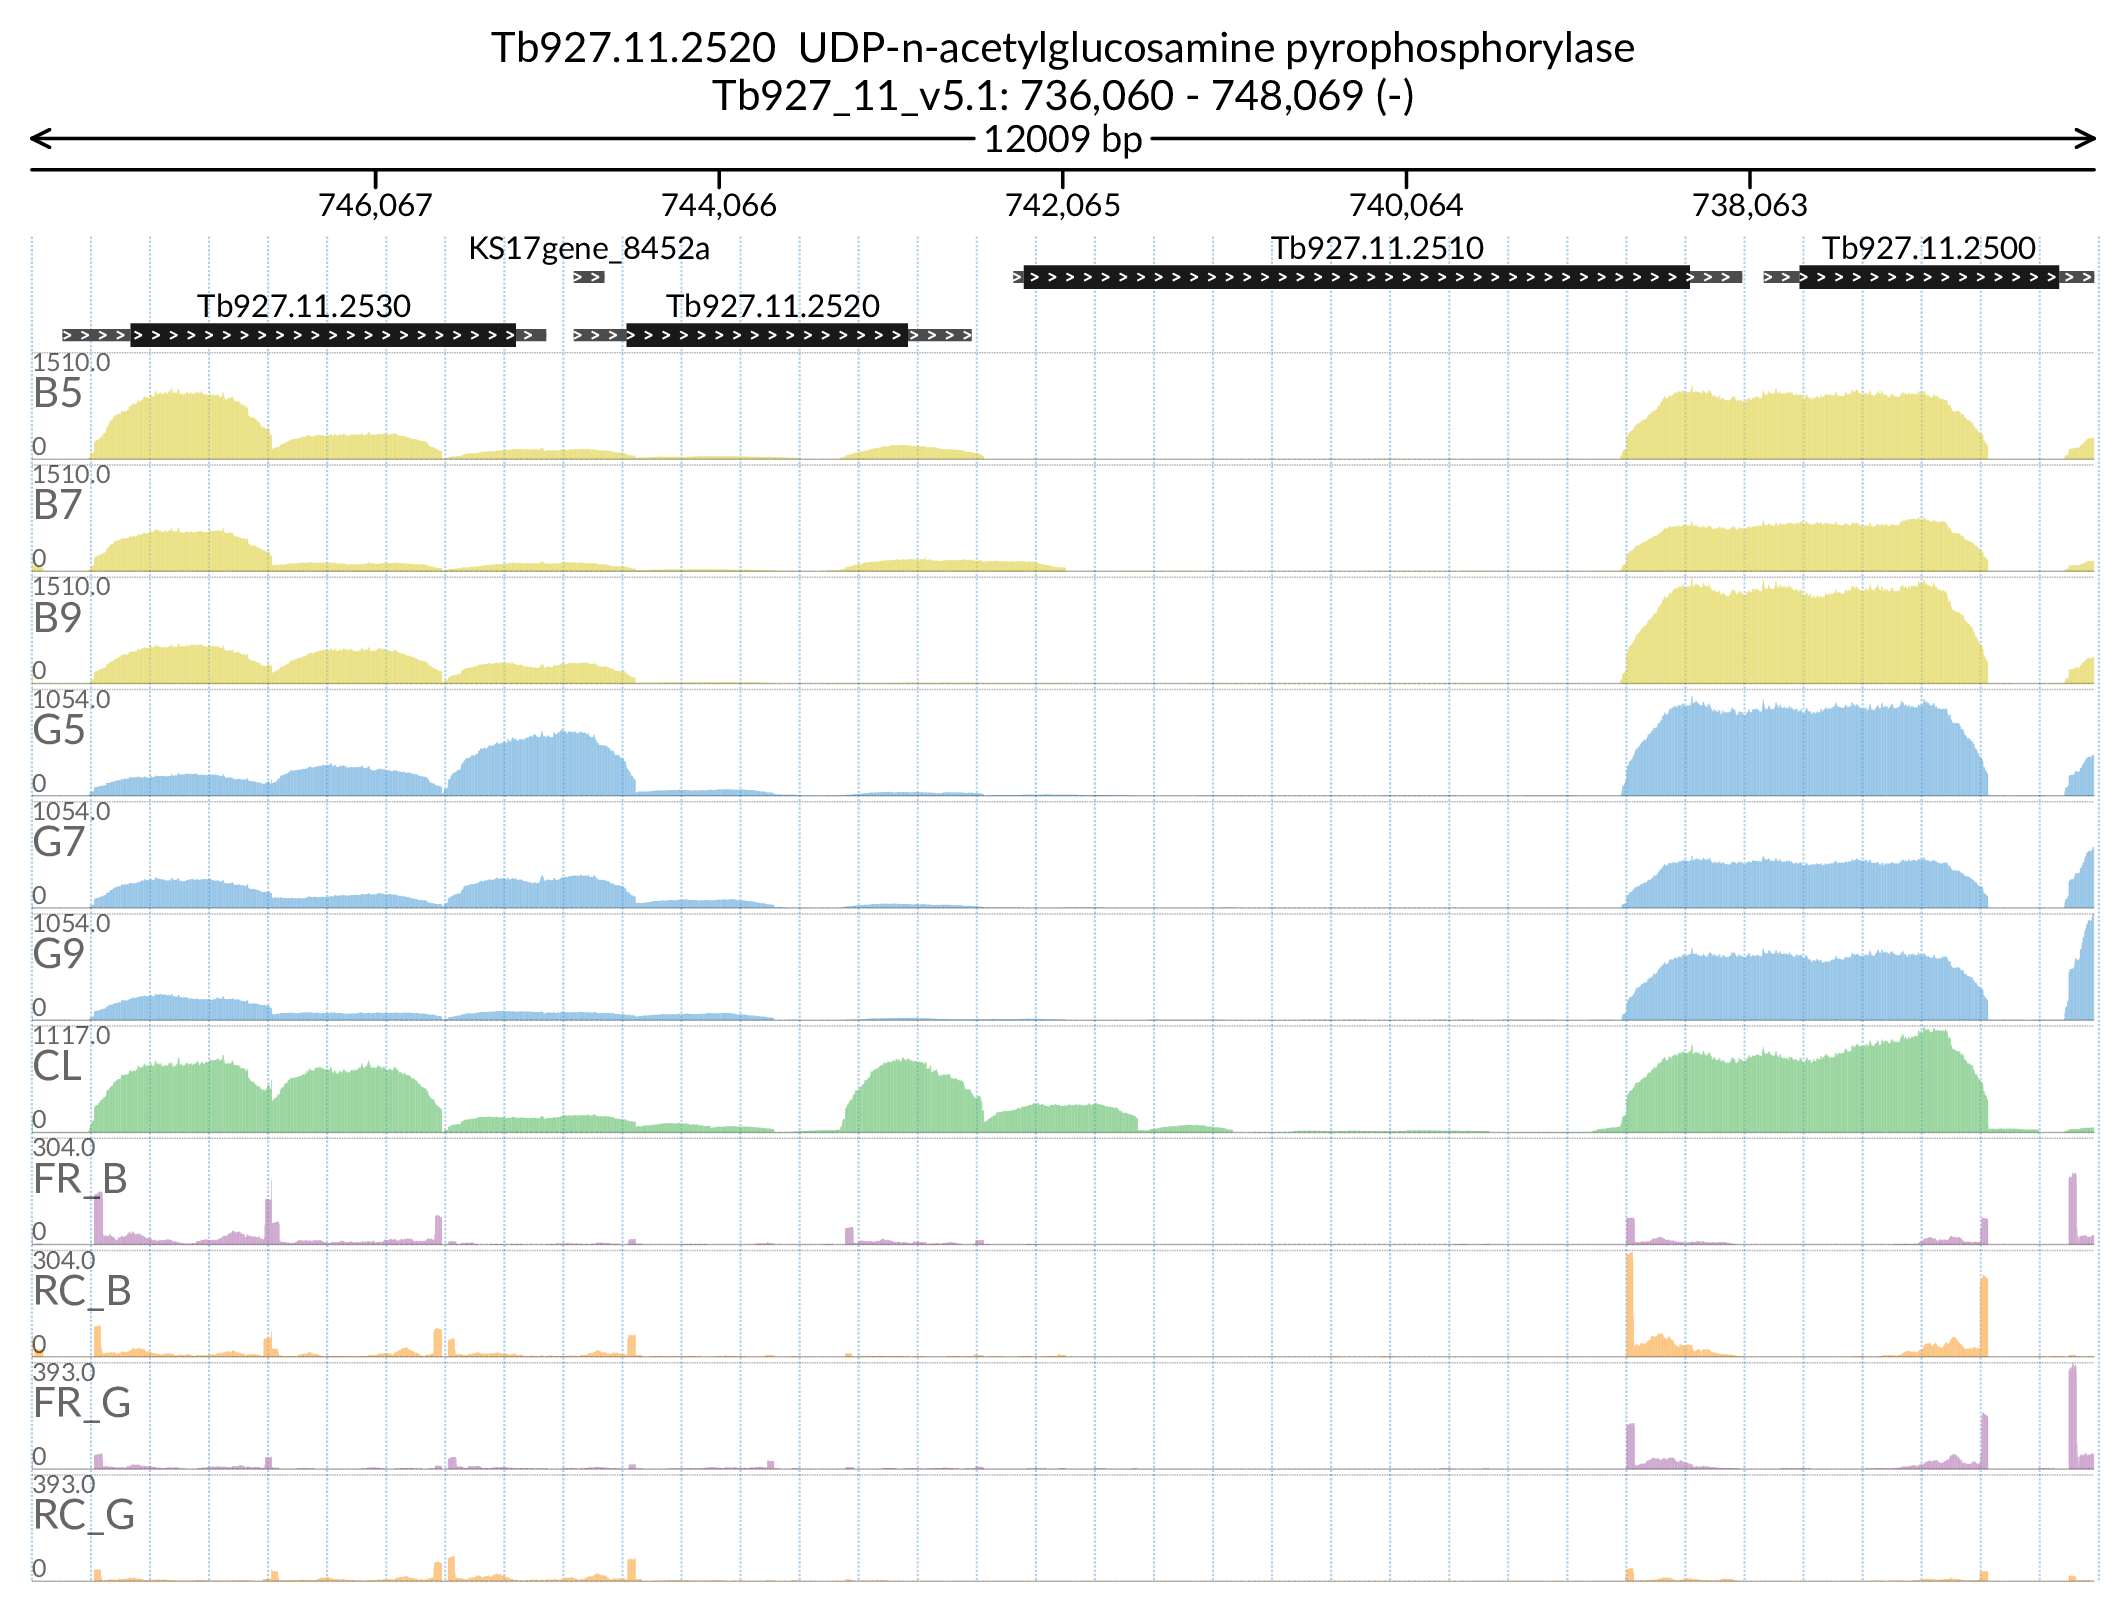 Tb927.11.2520  UDP-n-acetylglucosamine pyrophosphorylase
Tb927_11_v5.1: 736,060 - 748,069 (-)
12009 bp
746,067 744,066 742,065 740,064 738,063
KS17gene_8452a Tb927.11.2510 Tb927.11.2500
Tb927.11.2530 Tb927.11.2520
1510.0
B5
0
1510.0
B7
0
1510.0
B9
0
1054.0
G5
0
1054.0
G7
0
1054.0
G9
0
1117.0
CL
0
304.0
FR_B
0
304.0
RC_B
0
393.0
FR_G
0
393.0
RC_G
0